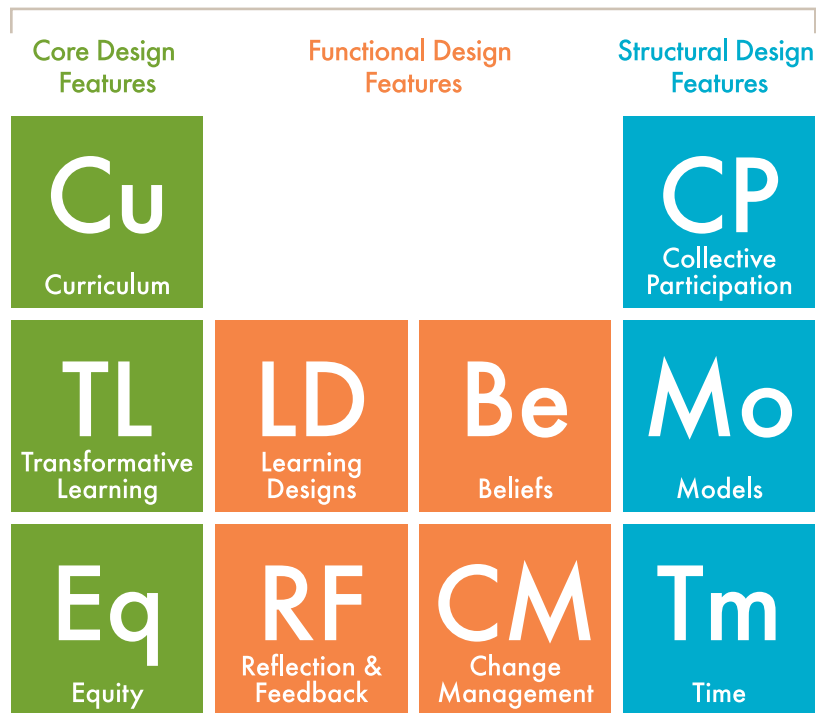 Core Design
Features
Functional Design
Features
Structural Design
Features
Cu
Curriculum
CP
Collective
Participation
TL
Transformative
Learning
LD
Learning
Designs
Be
Beliefs
Mo
Models
Eq
Equity
RF
Reflection &
Feedback
CM
Change
Management
Tm
Time